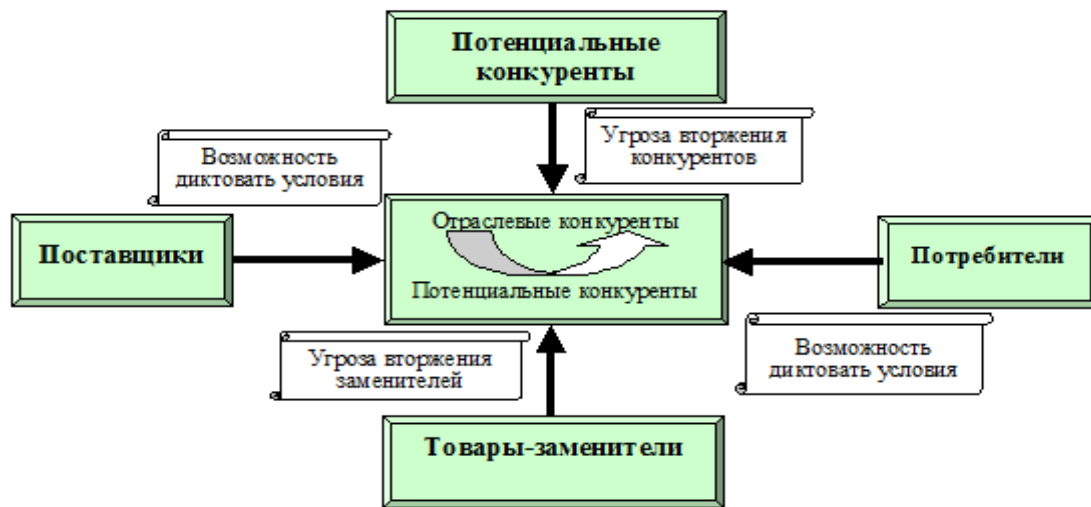 Потенциальные
конкуренты
Угроза вторжения
конкурентов
Возможность
диктовать условия
Отраслевые конкуренты
Потенциальные конкуренты
Поставщики
Потребители
Угроза вторжения
заменителей
Возможность
диктовать условия
Товары-заменители